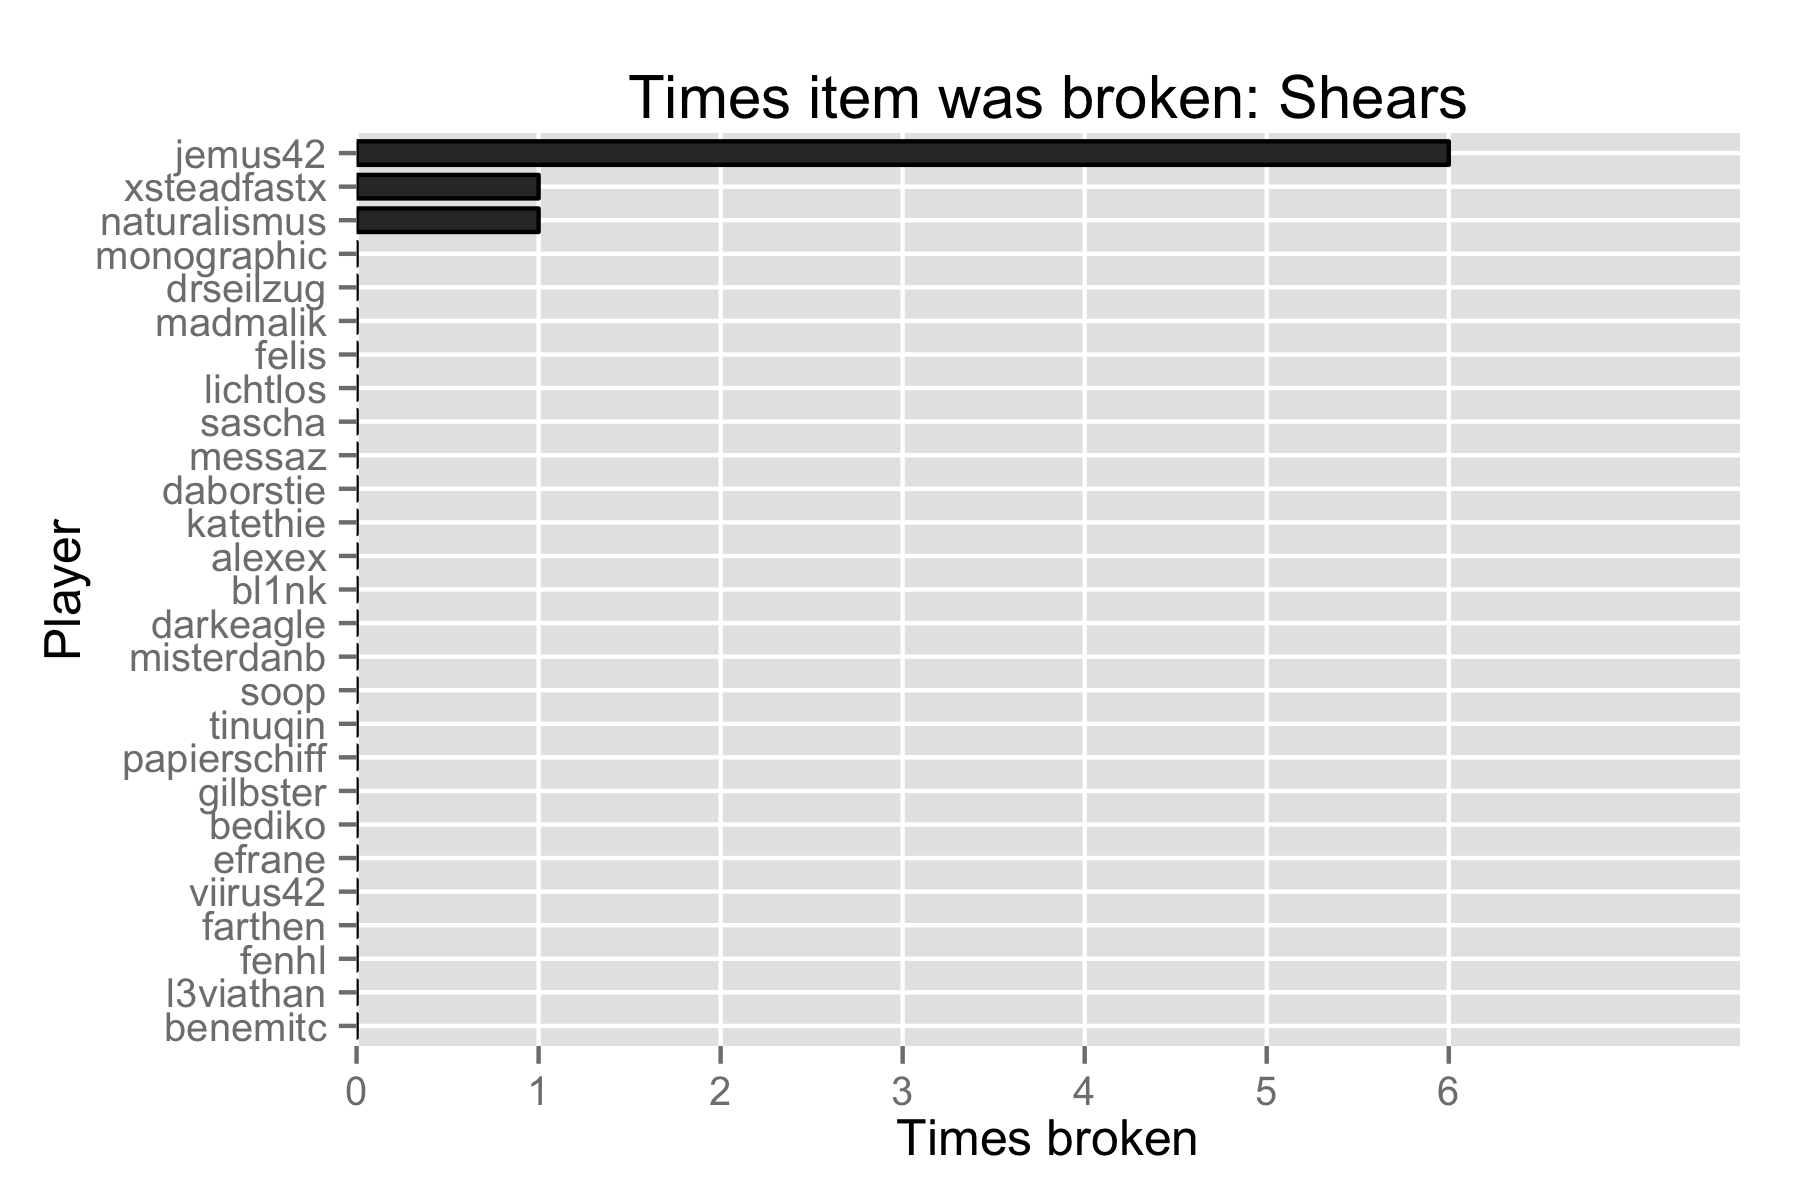 Times item was broken: Shears
jemus42
xsteadfastx
naturalismus
monographic
drseilzug
madmalik
felis
lichtlos
sascha
messaz
daborstie
katethie
alexex
bl1nk
darkeagle
misterdanb
soop
tinuqin
papierschiff
gilbster
bediko
efrane
viirus42
farthen
fenhl
l3viathan
benemitc
Player
0 1 2 3 4 5 6
Times broken